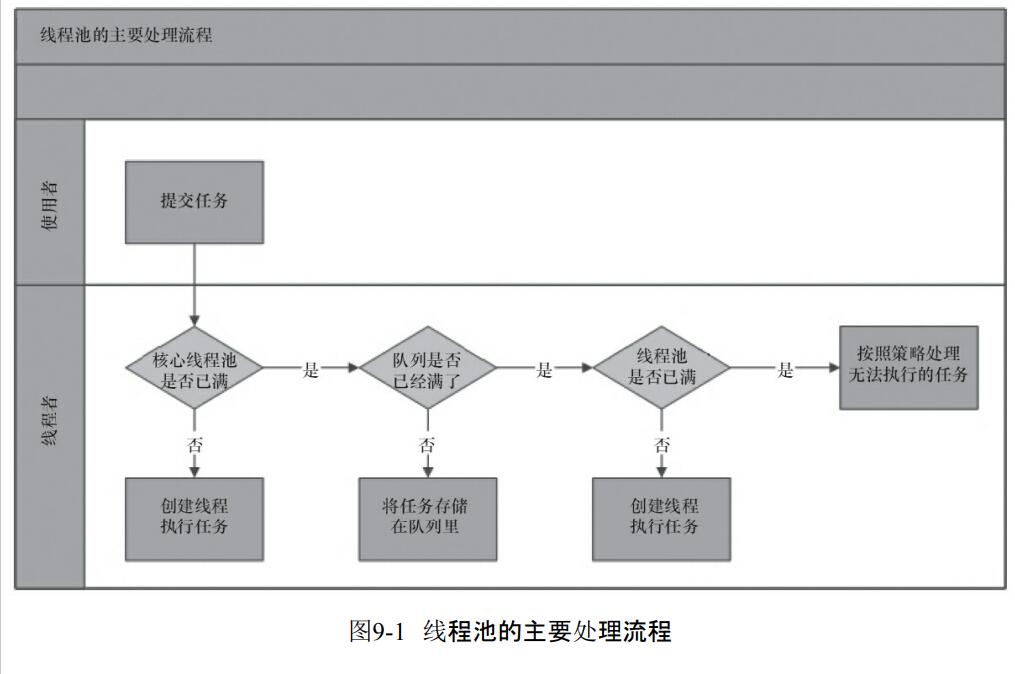 线程池的主要处理流程
使用者
提交任务
线程者
核心线程池
是否已满
是
队列是否
已经满了
是
线程池
是否已满
是
按照策略处理
无法执行的任务
否
否
否
创建线程
执行任务
将任务存储
在队列里
创建线程
执行任务
图9-1 线程池的主要处理流程